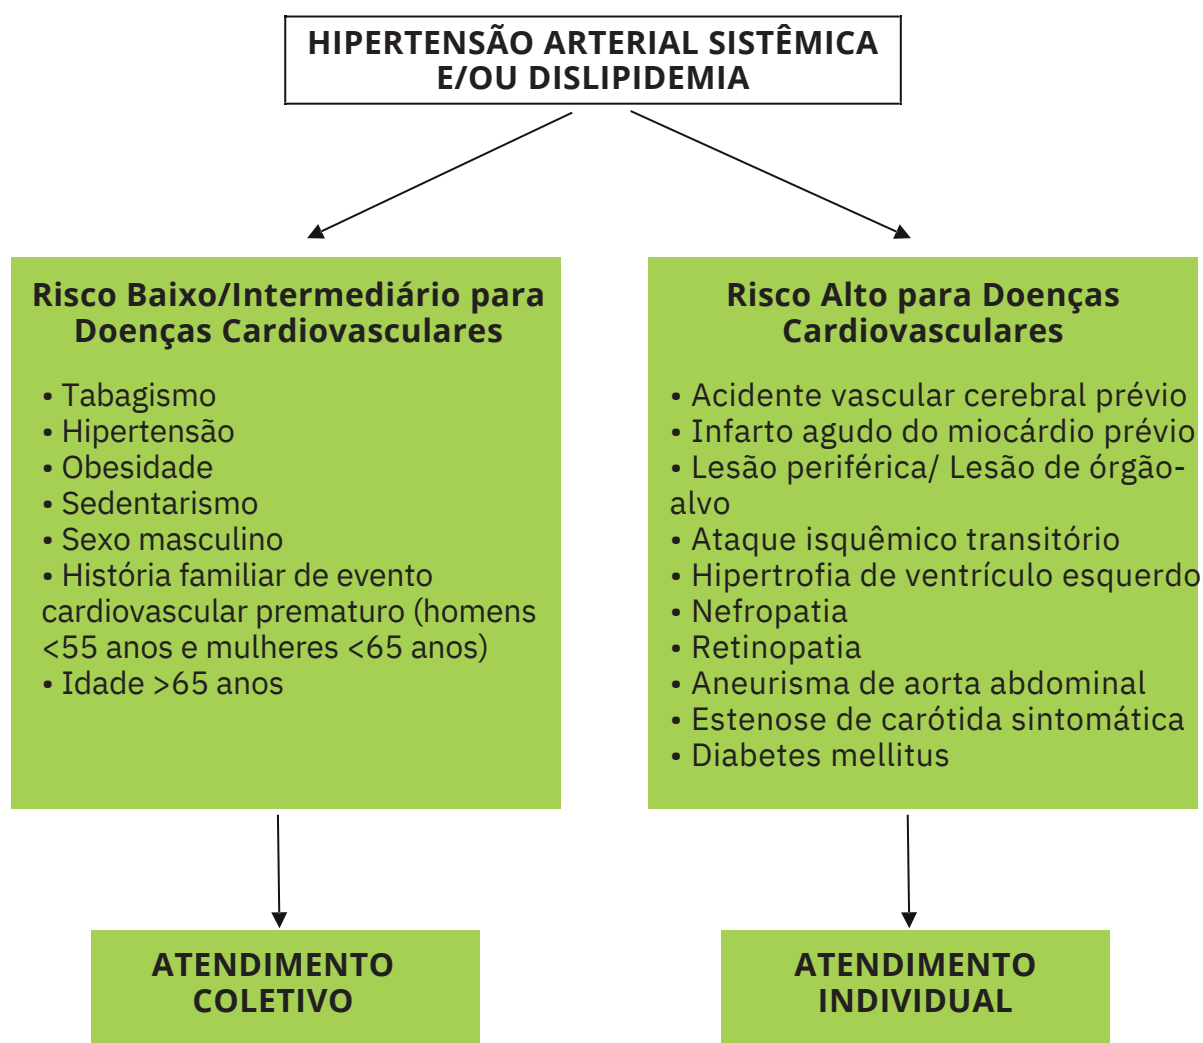 HIPERTENSÃO ARTERIAL SISTÊMICA
E/OU DISLIPIDEMIA
Risco Baixo/Intermediário para
Doenças Cardiovasculares
• Tabagismo
• Hipertensão
• Obesidade
• Sedentarismo
• Sexo masculino
• História familiar de evento
cardiovascular prematuro (homens
<55 anos e mulheres <65 anos)
• Idade >65 anos
Risco Alto para Doenças
Cardiovasculares
• Acidente vascular cerebral prévio
• Infarto agudo do miocárdio prévio
• Lesão periférica/ Lesão de órgão-
alvo
• Ataque isquêmico transitório
• Hipertrofia de ventrículo esquerdo
• Nefropatia
• Retinopatia
• Aneurisma de aorta abdominal
• Estenose de carótida sintomática
• Diabetes mellitus
ATENDIMENTO
COLETIVO
ATENDIMENTO
INDIVIDUAL